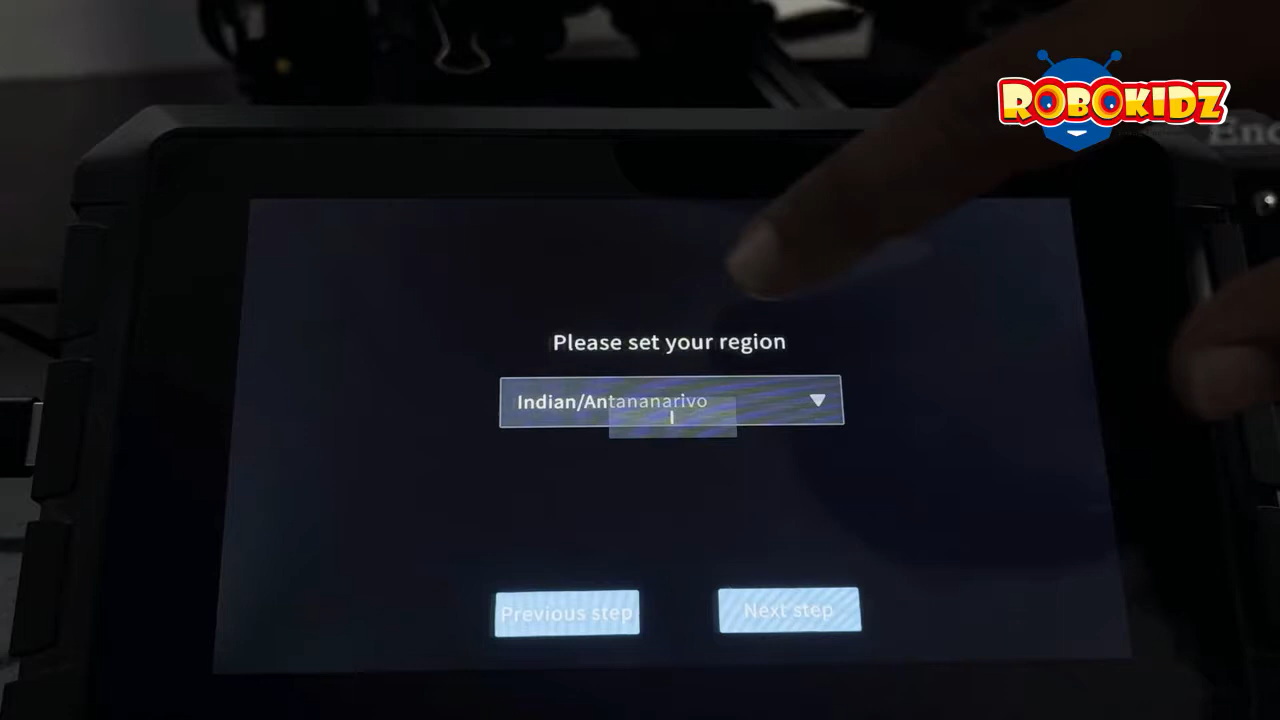 ROBOKIDZ
Please set your region
Indian/Antananarivo
Previous step
Next step